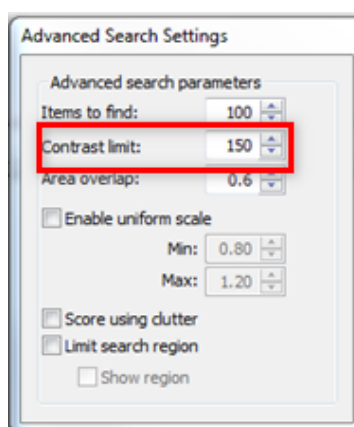 Advanced Search Settings
Advanced search parameters
Items to find: 100
Contrast limit: 150
Area overlap: 0.6
Enable uniform scale
Min: 0.80
Max: 1.20
Score using clutter
Limit search region
Show region